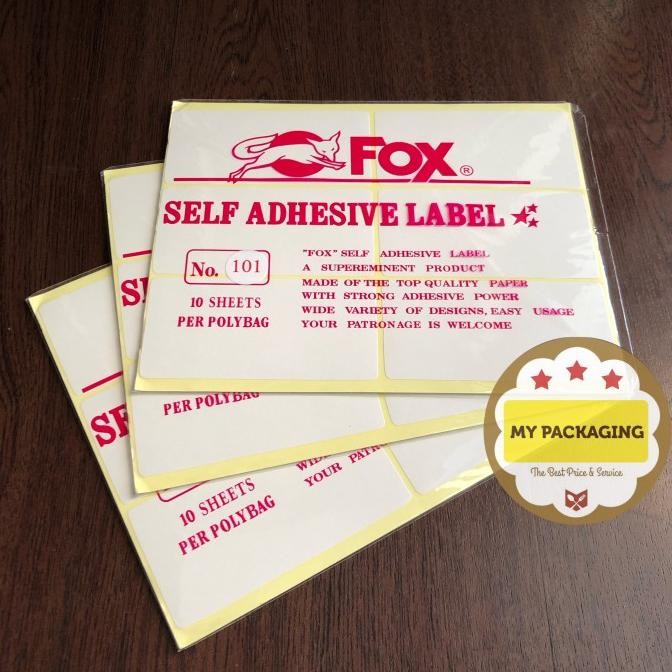 FOX®
SELF ADHESIVE LABEL
No. 101
10 SHEETS
PER POLYBAG
"FOX" SELF ADHESIVE LABEL
A SUPEREMINENT PRODUCT
MADE OF THE TOP QUALITY PAPER
WITH STRONG ADHESIVE POWER
WIDE VARIETY OF DESIGNS, EASY USAGE
YOUR PATRONAGE IS WELCOME
PER POLYBAG
10 SHEETS
PER POLYBAG
YOUR
MY PACKAGING
The Best Price & Service